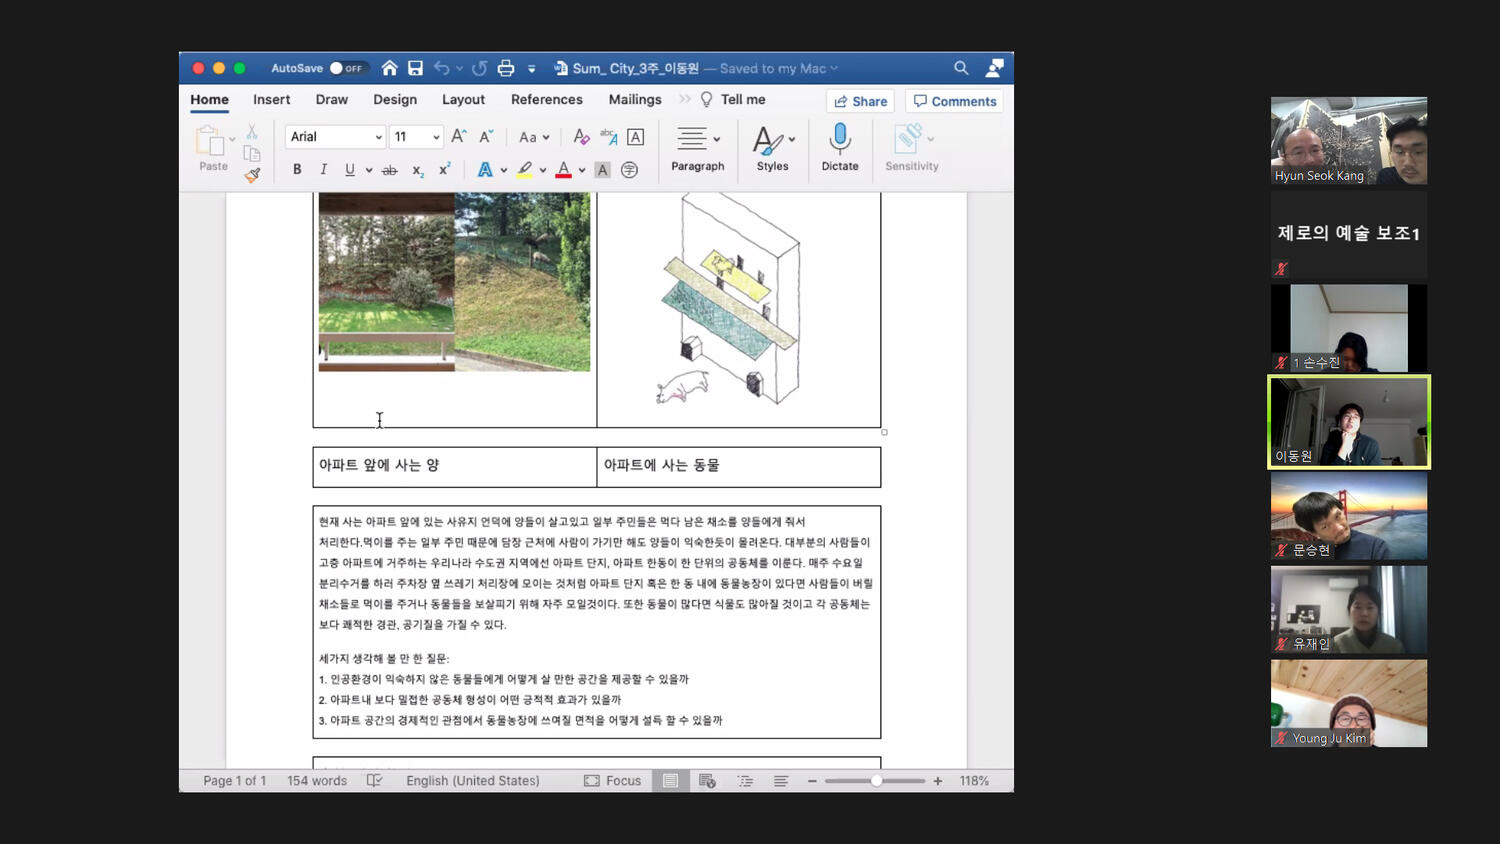 AutoSave OFF
Sum_ City_3주_이동원 — Saved to my Mac
Home Insert Draw Design Layout References Mailings Tell me
Share Comments
Paste
Arial 11 Aa
Paragraph Styles Dictate Sensitivity
아파트 앞에 사는 양
아파트에 사는 동물
현재 사는 아파트 앞에 있는 사유지 언덕에 양들이 살고있고 일부 주민들은 먹다 남은 채소를 양들에게 줘서
처리한다.먹이를 주는 일부 주민 때문에 담장 근처에 사람이 가기만 해도 양들이 익숙한듯이 몰려온다. 대부분의 사람들이
고층 아파트에 거주하는 우리나라 수도권 지역에선 아파트 단지, 아파트 한동이 한 단위의 공동체를 이룬다. 매주 수요일
분리수거를 하러 주차장 옆 쓰레기 처리장에 모이는 것처럼 아파트 단지 혹은 한 동 내에 동물농장이 있다면 사람들이 버릴
채소들로 먹이를 주거나 동물들을 보살피기 위해 자주 모일것이다. 또한 동물이 많다면 식물도 많아질 것이고 각 공동체는
보다 쾌적한 경관, 공기질을 가질 수 있다.
세가지 생각해 볼 만 한 질문:
1. 인공환경이 익숙하지 않은 동물들에게 어떻게 살 만한 공간을 제공할 수 있을까
2. 아파트내 보다 밀접한 공동체 형성이 어떤 긍적적 효과가 있을까
3. 아파트 공간의 경제적인 관점에서 동물농장에 쓰여질 면적을 어떻게 설득 할 수 있을까
Page 1 of 1 154 words English (United States) Focus 118%
Hyun Seok Kang
제로의 예술 보조1
1 손수진
이동원
문승현
유재인
Young Ju Kim